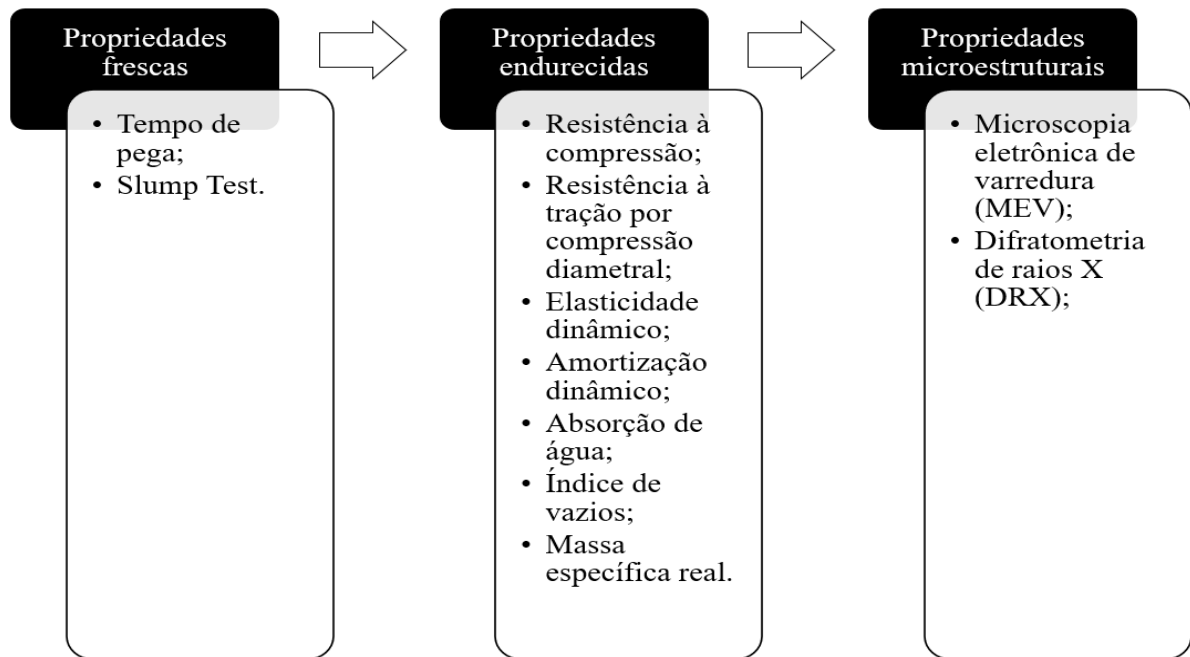 Propriedades
frescas
• Tempo de
pega;
• Slump Test.
Propriedades
endurecidas
• Resistência à
compressão;
• Resistência à
tração por
compressão
diametral;
• Elasticidade
dinâmico;
• Amortização
dinâmico;
• Absorção de
água;
• Índice de
vazios;
• Massa
específica real.
Propriedades
microestruturais
• Microscopia
eletrônica de
varredura
(MEV);
• Difratometria
de raios X
(DRX);